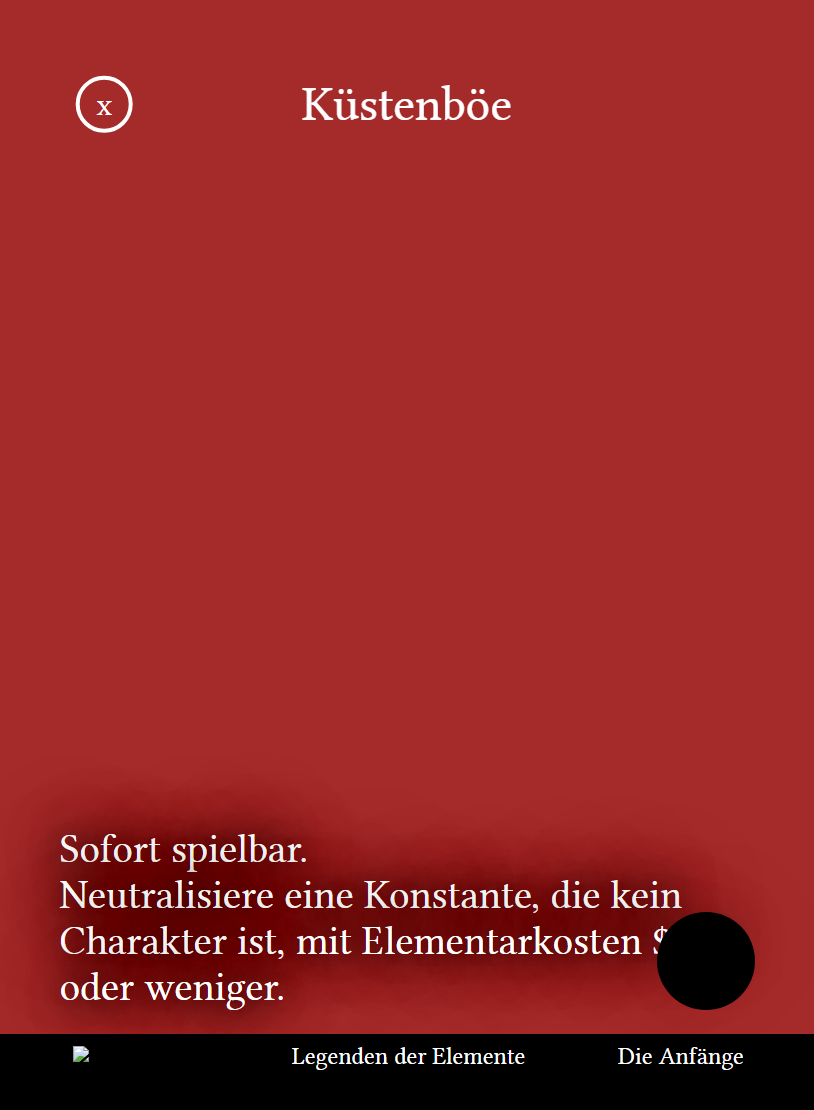 x
Küstenböe
Sofort spielbar.
Neutralisiere eine Konstante, die kein
Charakter ist, mit Elementarkosten
oder weniger.
Legenden der Elemente
Die Anfänge